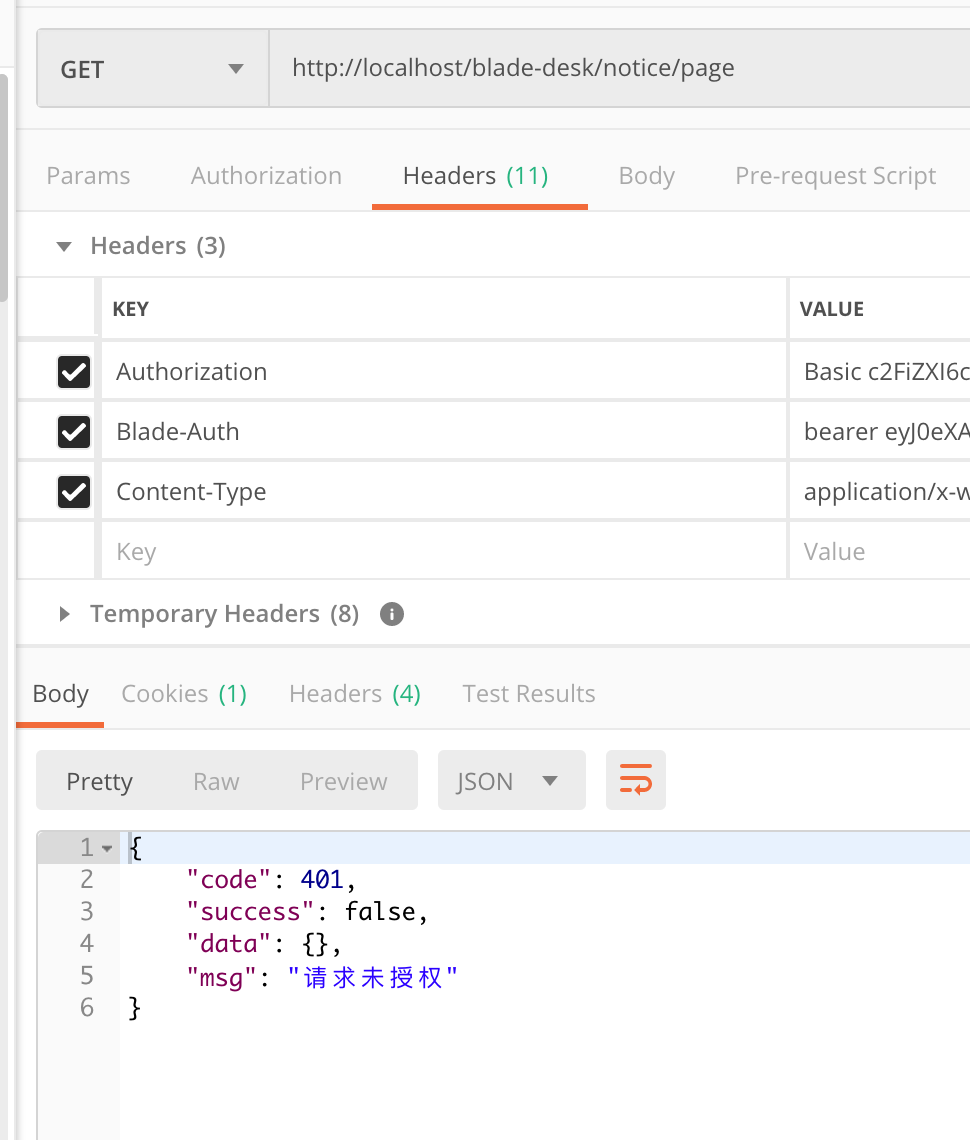 GET http://localhost/blade-desk/notice/page
Params Authorization Headers (11) Body Pre-request Script
Headers (3)
KEY VALUE
Authorization Basic c2FiZXI6c
Blade-Auth bearer eyJ0eXA
Content-Type application/x-w
Key Value
Temporary Headers (8) i
Body Cookies (1) Headers (4) Test Results
Pretty Raw Preview JSON
1 {
2 "code": 401,
3 "success": false,
4 "data": {},
5 "msg": "请求未授权"
6 }